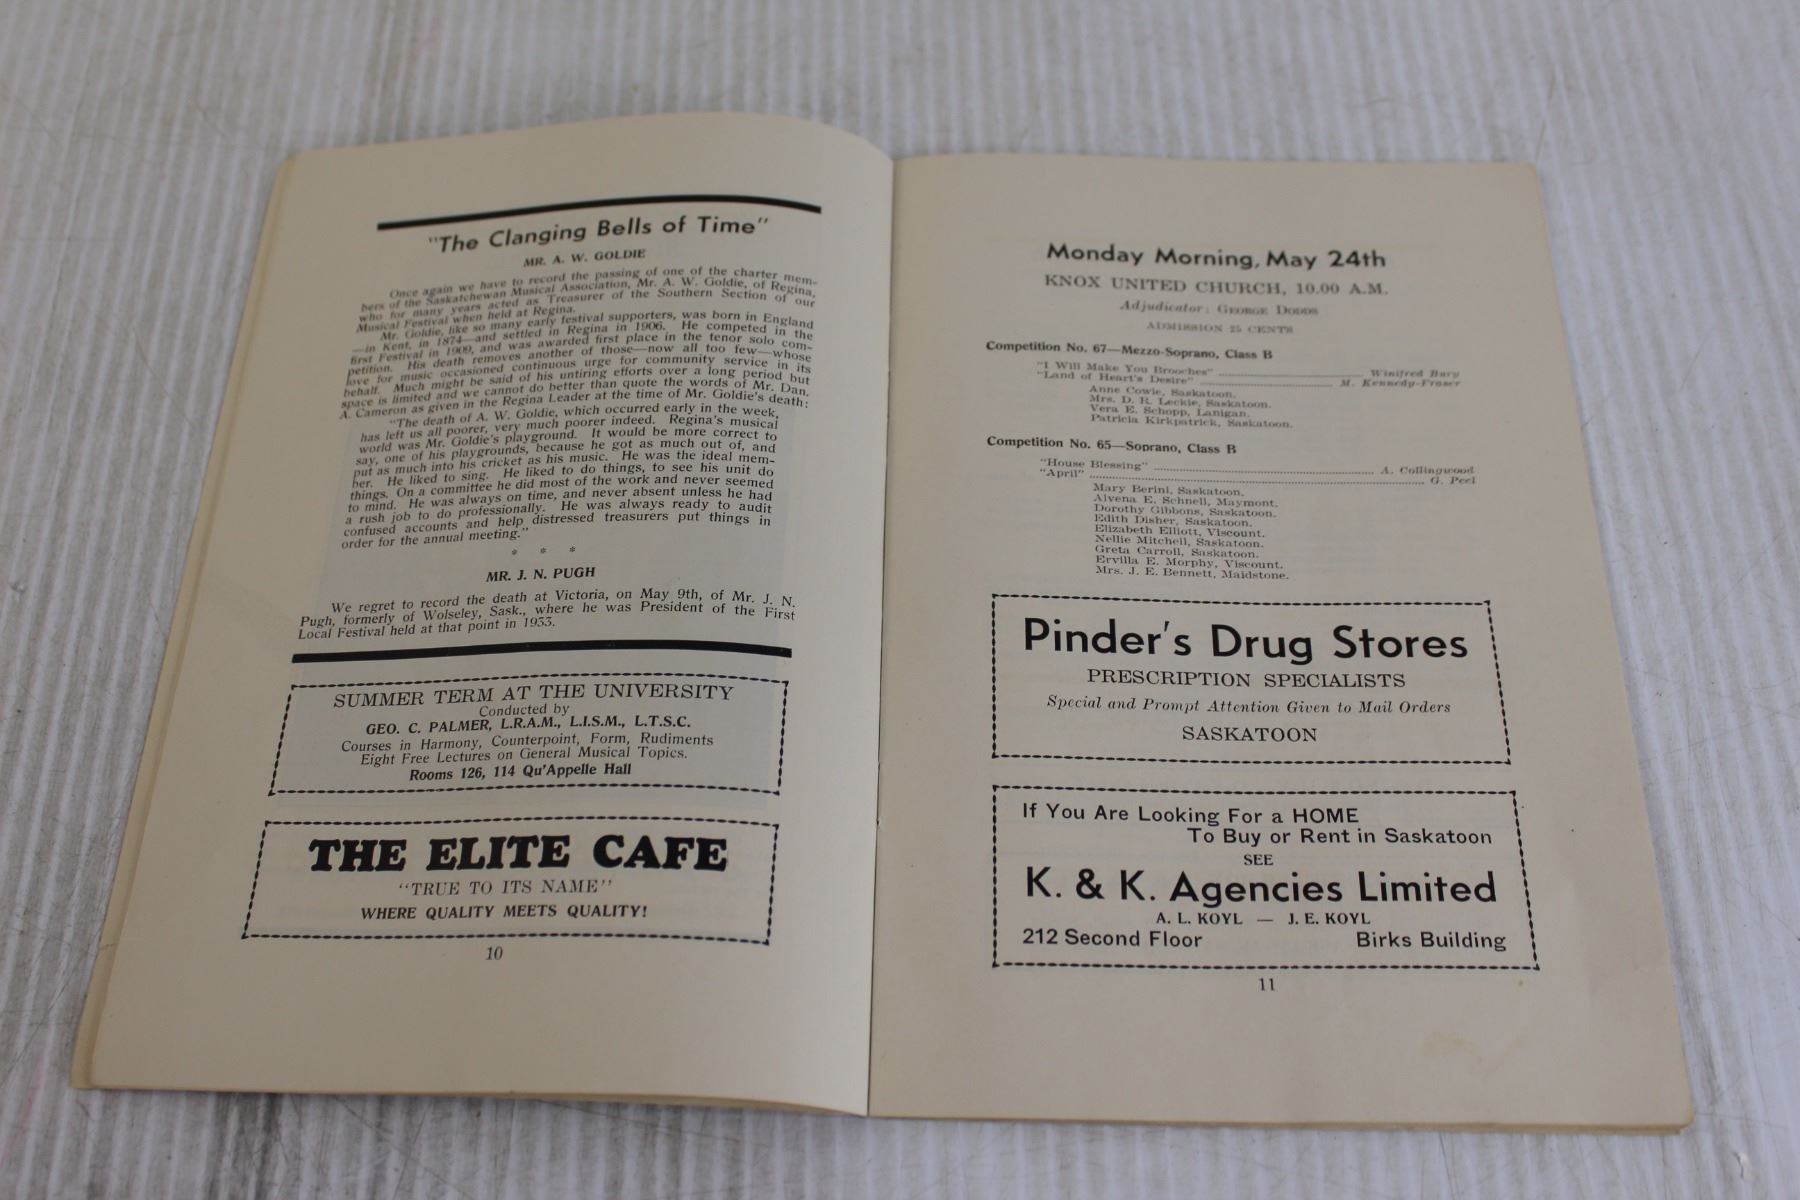 "The Clanging Bells of Time"
MR. A. W. GOLDIE
Once again we have to record the passing of one of the charter mem-
bers of the Saskatchewan Musical Association, Mr. A. W. Goldie, of Regina,
who for many years acted as Treasurer of the Southern Section of our
Musical Festival when held at Regina.
Mr. Goldie, like so many early festival supporters, was born in England
—in Kent, in 1874—and settled in Regina in 1906. He competed in the
first Festival in 1909, and was awarded first place in the tenor solo com-
petition. His death removes another of those—now all too few—whose
love for music occasioned continuous urge for community service in its
behalf. Much might be said of his untiring efforts over a long period but
space is limited and we cannot do better than quote the words of Mr. Dan.
A. Cameron as given in the Regina Leader at the time of Mr. Goldie's death:
"The death of A. W. Goldie, which occurred early in the week,
has left us all poorer, very much poorer indeed. Regina's musical
world was Mr. Goldie's playground. It would be more correct to
say, one of his playgrounds, because he got as much out of, and
put as much into his cricket as his music. He was the ideal mem-
ber. He liked to sing. He liked to do things, to see his unit do
things. On a committee he did most of the work and never seemed
to mind. He was always on time, and never absent unless he had
a rush job to do professionally. He was always ready to audit
confused accounts and help distressed treasurers put things in
order for the annual meeting."
* * *
MR. J. N. PUGH
We regret to record the death at Victoria, on May 9th, of Mr. J. N.
Pugh, formerly of Wolseley, Sask., where he was President of the First
Local Festival held at that point in 1933.
SUMMER TERM AT THE UNIVERSITY
Conducted by
GEO. C. PALMER, L.R.A.M., L.I.S.M., L.T.S.C.
Courses in Harmony, Counterpoint, Form, Rudiments
Eight Free Lectures on General Musical Topics.
Rooms 126, 114 Qu'Appelle Hall
THE ELITE CAFE
"TRUE TO ITS NAME"
WHERE QUALITY MEETS QUALITY!
10
Monday Morning, May 24th
KNOX UNITED CHURCH, 10.00 A.M.
Adjudicator: GEORGE DODDS
ADMISSION 25 CENTS
Competition No. 67—Mezzo-Soprano, Class B
"I Will Make You Brooches" ........ Winifred Bury
"Land of Heart's Desire" ........ M. Kennedy-Fraser
Anne Cowie, Saskatoon.
Mrs. D. R. Leckie, Saskatoon.
Vera E. Schopp, Lanigan.
Patricia Kirkpatrick, Saskatoon.
Competition No. 65—Soprano, Class B
"House Blessing" ........ A. Collingwood
"April" ........ G. Peel
Mary Berini, Saskatoon.
Alvena E. Schnell, Maymont.
Dorothy Gibbons, Saskatoon.
Edith Disher, Saskatoon.
Elizabeth Elliott, Viscount.
Nellie Mitchell, Saskatoon.
Greta Carroll, Saskatoon.
Ervilla E. Morphy, Viscount.
Mrs. J. E. Bennett, Maidstone.
Pinder's Drug Stores
PRESCRIPTION SPECIALISTS
Special and Prompt Attention Given to Mail Orders
SASKATOON
If You Are Looking For a HOME
To Buy or Rent in Saskatoon
SEE
K. & K. Agencies Limited
A. L. KOYL — J. E. KOYL
212 Second Floor Birks Building
11